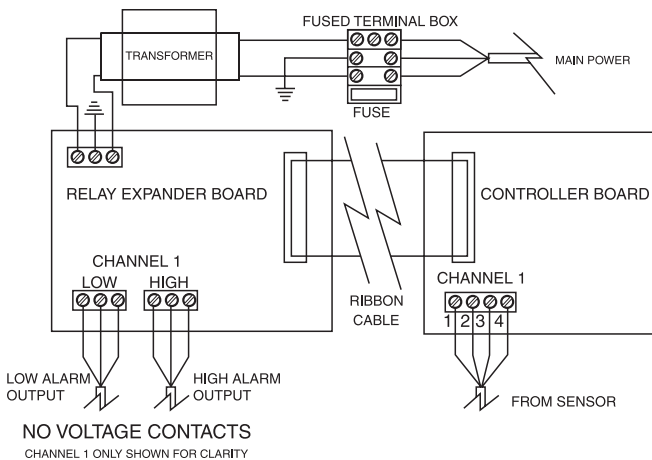 FUSED TERMINAL BOX
TRANSFORMER
MAIN POWER
FUSE
RELAY EXPANDER BOARD
CONTROLLER BOARD
CHANNEL 1
LOW HIGH
CHANNEL 1
1 2 3 4
RIBBON
CABLE
LOW ALARM
OUTPUT
HIGH ALARM
OUTPUT
FROM SENSOR
NO VOLTAGE CONTACTS
CHANNEL 1 ONLY SHOWN FOR CLARITY